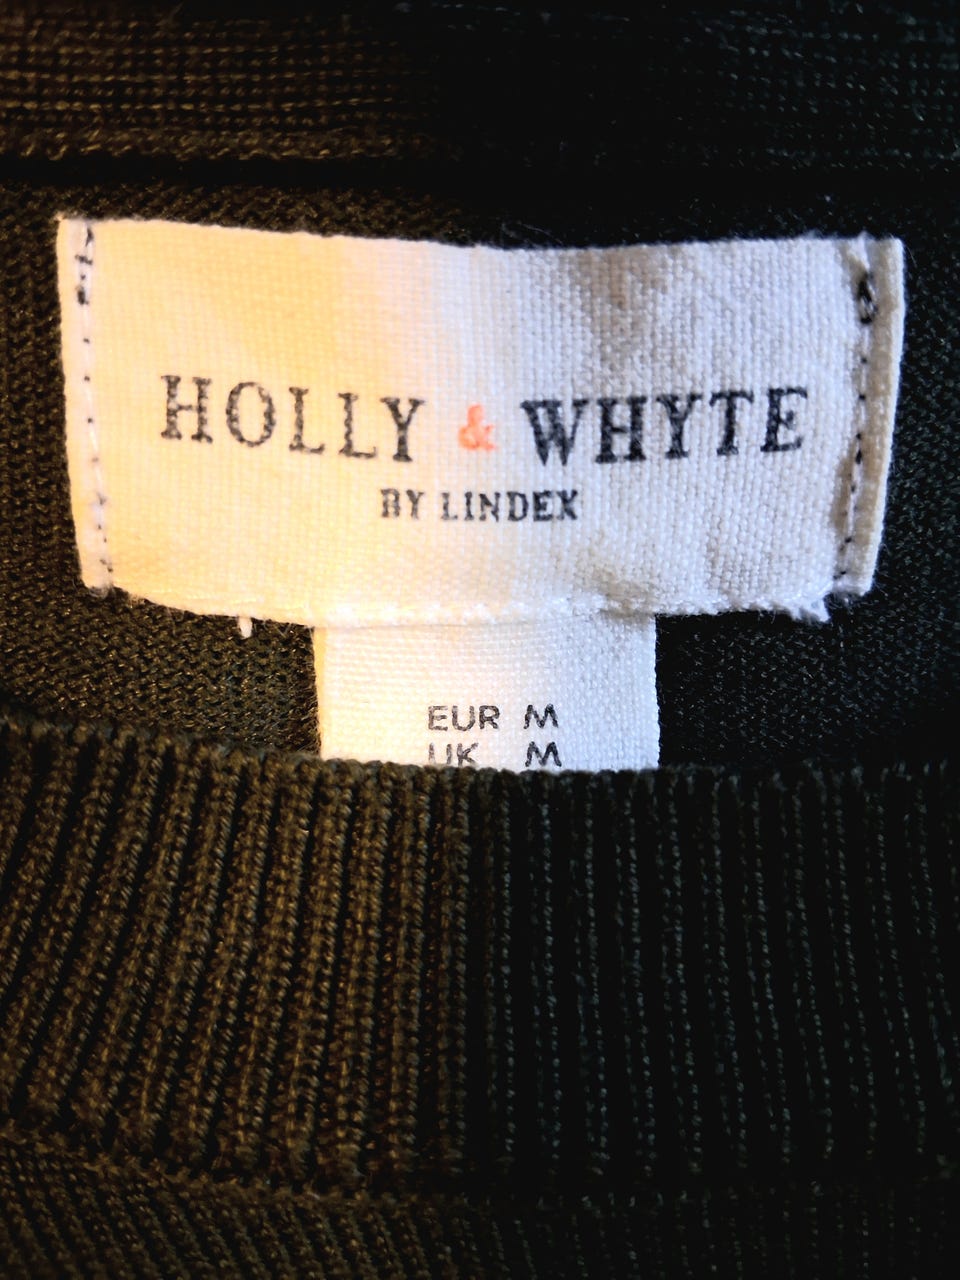 HOLLY & WHYTE
BY LINDEX
EUR M
UK M